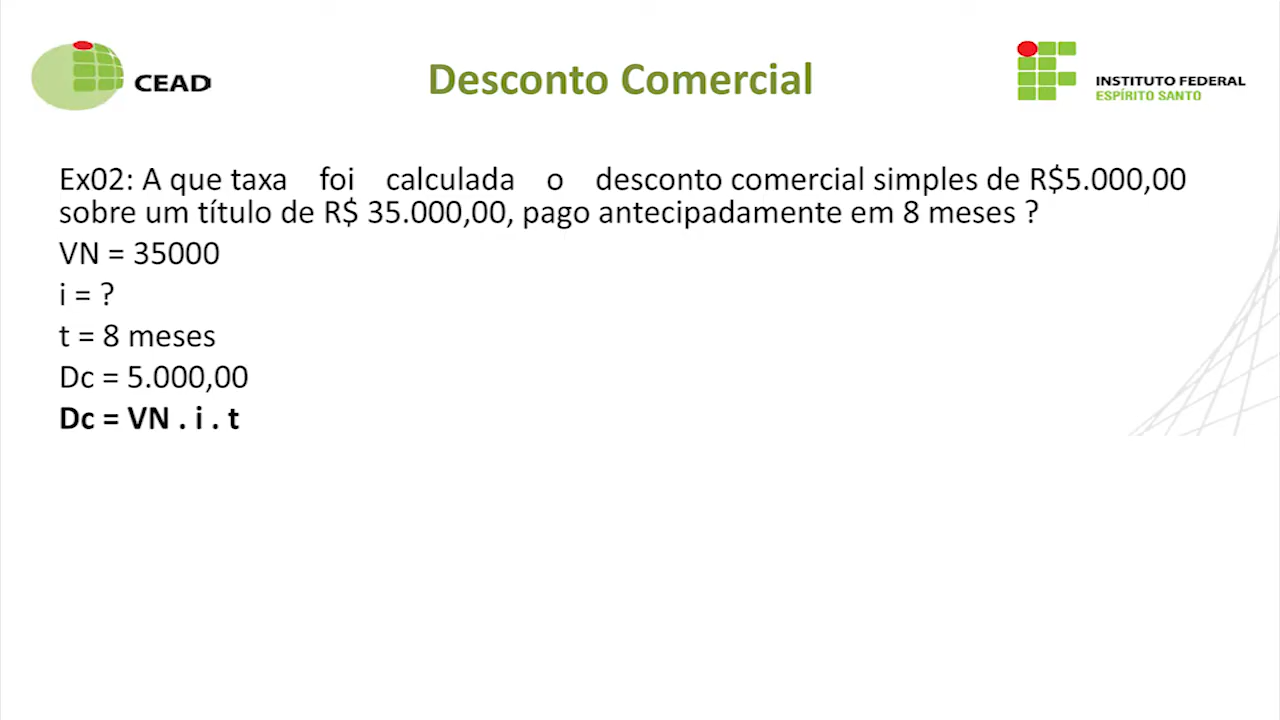 CEAD
Desconto Comercial
INSTITUTO FEDERAL
ESPÍRITO SANTO
Ex02: A que taxa foi calculada o desconto comercial simples de R$5.000,00
sobre um título de R$ 35.000,00, pago antecipadamente em 8 meses ?
VN = 35000
i = ?
t = 8 meses
Dc = 5.000,00
Dc = VN . i . t